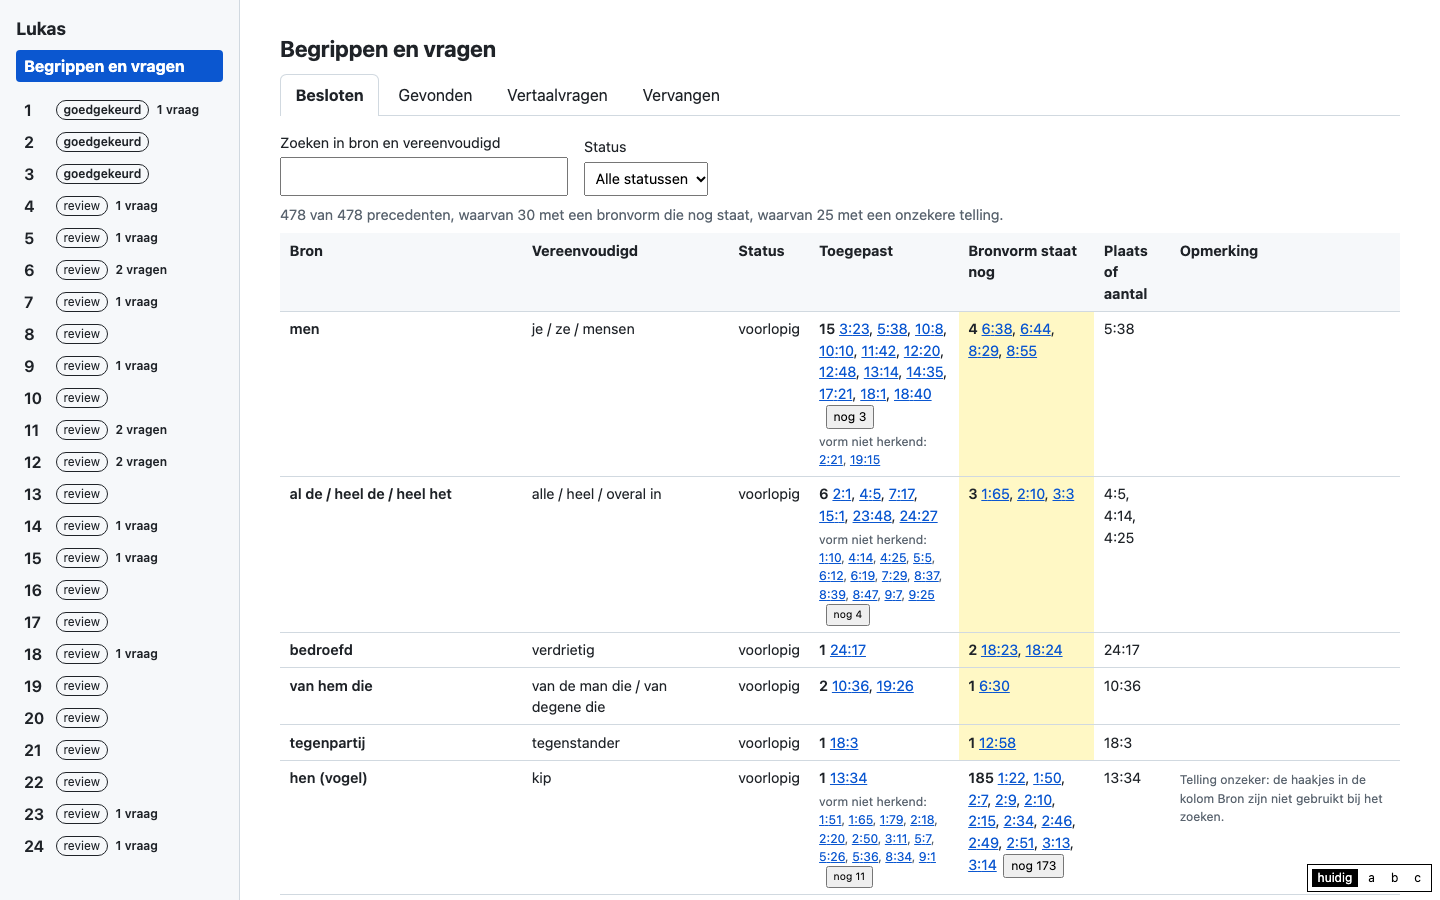 Lukas
Begrippen en vragen
1 goedgekeurd 1 vraag
2 goedgekeurd
3 goedgekeurd
4 review 1 vraag
5 review 1 vraag
6 review 2 vragen
7 review 1 vraag
8 review
9 review 1 vraag
10 review
11 review 2 vragen
12 review 2 vragen
13 review
14 review 1 vraag
15 review 1 vraag
16 review
17 review
18 review 1 vraag
19 review
20 review
21 review
22 review
23 review 1 vraag
24 review 1 vraag
Begrippen en vragen
Besloten Gevonden Vertaalvragen Vervangen
Zoeken in bron en vereenvoudigd
Status
Alle statussen
478 van 478 precedenten, waarvan 30 met een bronvorm die nog staat, waarvan 25 met een onzekere telling.
Bron Vereenvoudigd Status Toegepast Bronvorm staat nog Plaats of aantal Opmerking
men je / ze / mensen voorlopig 15 3:23, 5:38, 10:8, 4 6:38, 6:44, 5:38
10:10, 11:42, 12:20, 8:29, 8:55
12:48, 13:14, 14:35,
17:21, 18:1, 18:40
nog 3
vorm niet herkend:
2:21, 19:15
al de / heel de / heel het alle / heel / overal in voorlopig 6 2:1, 4:5, 7:17, 3 1:65, 2:10, 3:3 4:5,
15:1, 23:48, 24:27 4:14,
vorm niet herkend: 4:25
1:10, 4:14, 4:25, 5:5,
6:12, 6:19, 7:29, 8:37,
8:39, 8:47, 9:7, 9:25
nog 4
bedroefd verdrietig voorlopig 1 24:17 2 18:23, 18:24 24:17
van hem die van de man die / van voorlopig 2 10:36, 19:26 1 6:30 10:36
degene die
tegenpartij tegenstander voorlopig 1 18:3 1 12:58 18:3
hen (vogel) kip voorlopig 1 13:34 185 1:22, 1:50, 13:34 Telling onzeker: de haakjes in de
vorm niet herkend: 2:7, 2:9, 2:10, kolom Bron zijn niet gebruikt bij het
1:51, 1:65, 1:79, 2:18, 2:15, 2:34, 2:46, zoeken.
2:20, 2:50, 3:11, 5:7, 2:49, 2:51, 3:13,
5:26, 5:36, 8:34, 9:1 3:14 nog 173
nog 11
huidig a b c